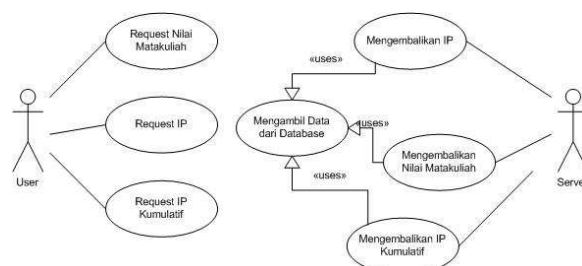 Request Nilai
Matakuliah
Mengembalikan IP
«uses»
Request IP
Mengambil Data
dari Database
«uses»
User
Mengembalikan
Nilai Matakuliah
Serve
«uses»
Request IP
Kumulatif
Mengembalikan IP
Kumulatif